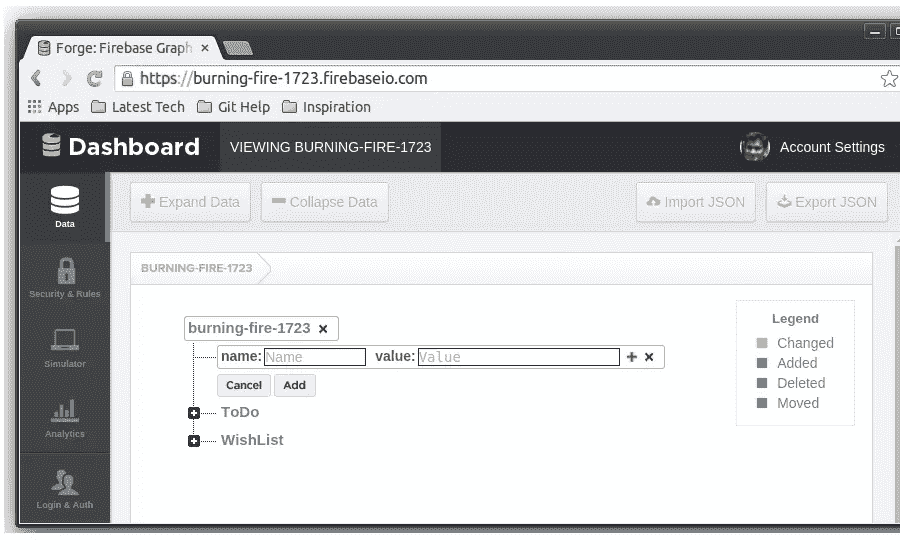 Forge: Firebase Graph
https://burning-fire-1723.firebaseio.com
Apps Latest Tech Git Help Inspiration
Dashboard VIEWING BURNING-FIRE-1723 Account Settings
Expand Data Collapse Data Import JSON Export JSON
Data
Security & Rules
Simulator
Analytics
Login & Auth
BURNING-FIRE-1723
burning-fire-1723
name: Name value: Value
Cancel Add
ToDo
WishList
Legend
Changed
Added
Deleted
Moved